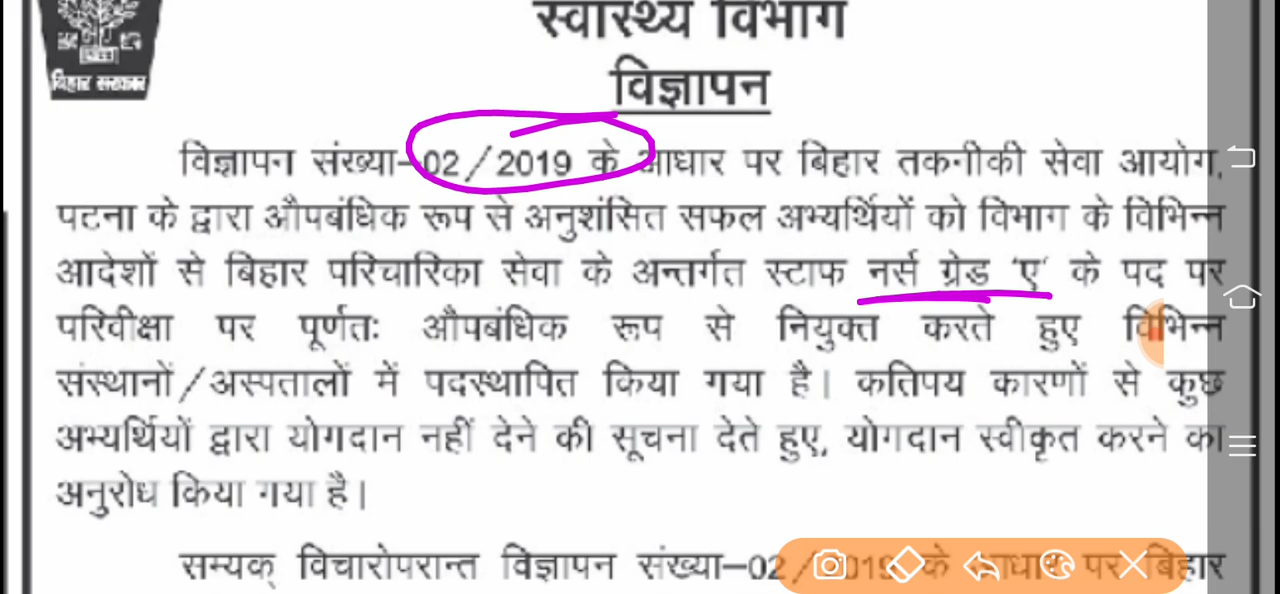 स्वास्थ्य विभाग
बिहार सरकार
विज्ञापन
विज्ञापन संख्या–02/2019 के आधार पर बिहार तकनीकी सेवा आयोग,
पटना के द्वारा औपबंधिक रूप से अनुशंसित सफल अभ्यर्थियों को विभाग के विभिन्न
आदेशों से बिहार परिचारिका सेवा के अन्तर्गत स्टाफ नर्स ग्रेड 'ए' के पद पर
परिवीक्षा पर पूर्णतः औपबंधिक रूप से नियुक्त करते हुए विभिन्न
संस्थानों/अस्पतालों में पदस्थापित किया गया है। कतिपय कारणों से कुछ
अभ्यर्थियों द्वारा योगदान नहीं देने की सूचना देते हुए, योगदान स्वीकृत करने का
अनुरोध किया गया है।
सम्यक् विचारोपरान्त विज्ञापन संख्या–02/2019 के आधार पर बिहार